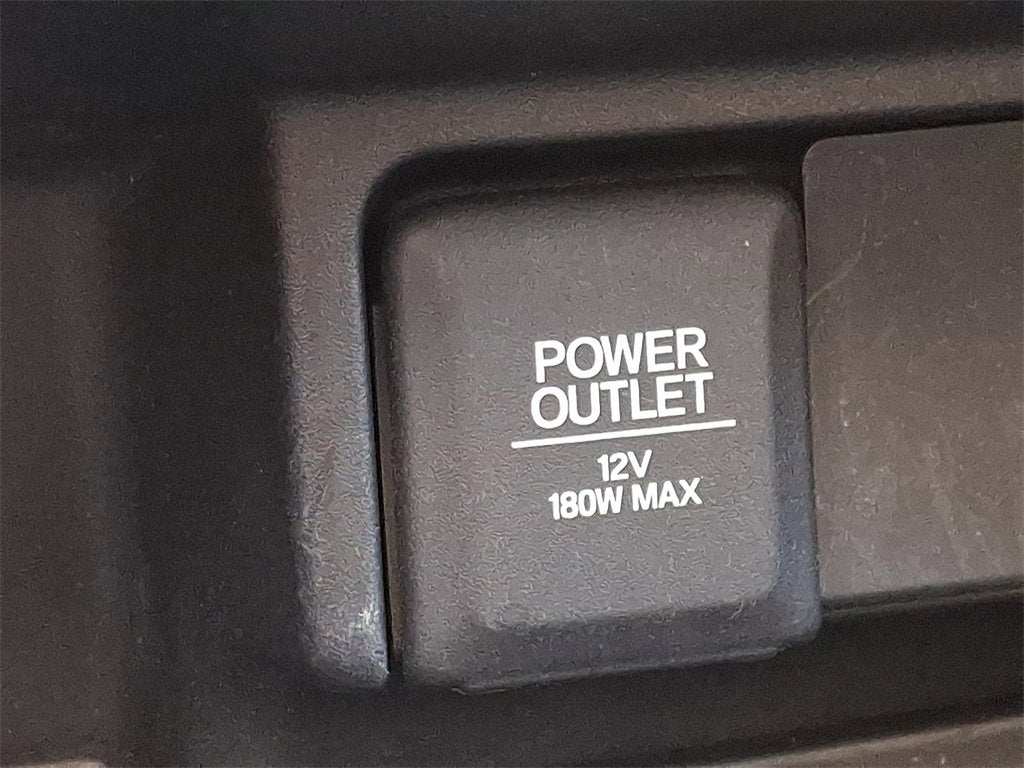 POWER
OUTLET
12V
180W MAX